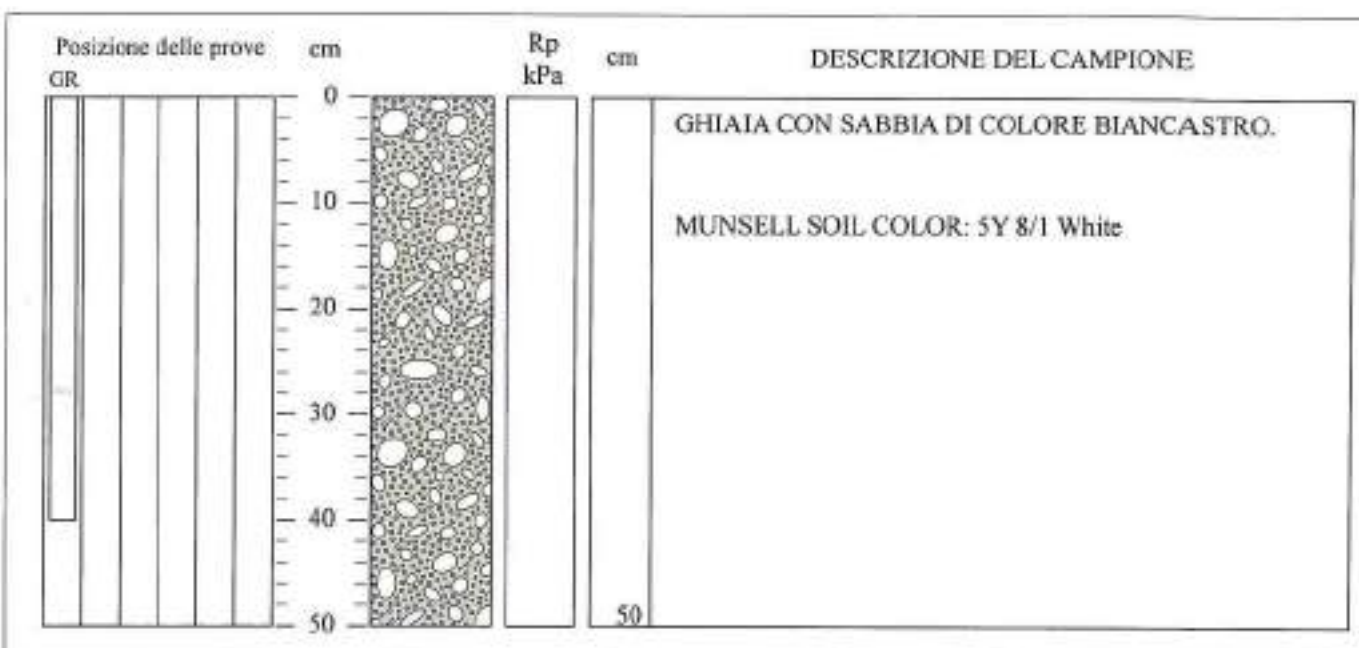 Posizione delle prove cm Rp kPa cm DESCRIZIONE DEL CAMPIONE
GR
0
10
20
30
40
50
GHIAIA CON SABBIA DI COLORE BIANCASTRO.
MUNSELL SOIL COLOR: 5Y 8/1 White
50